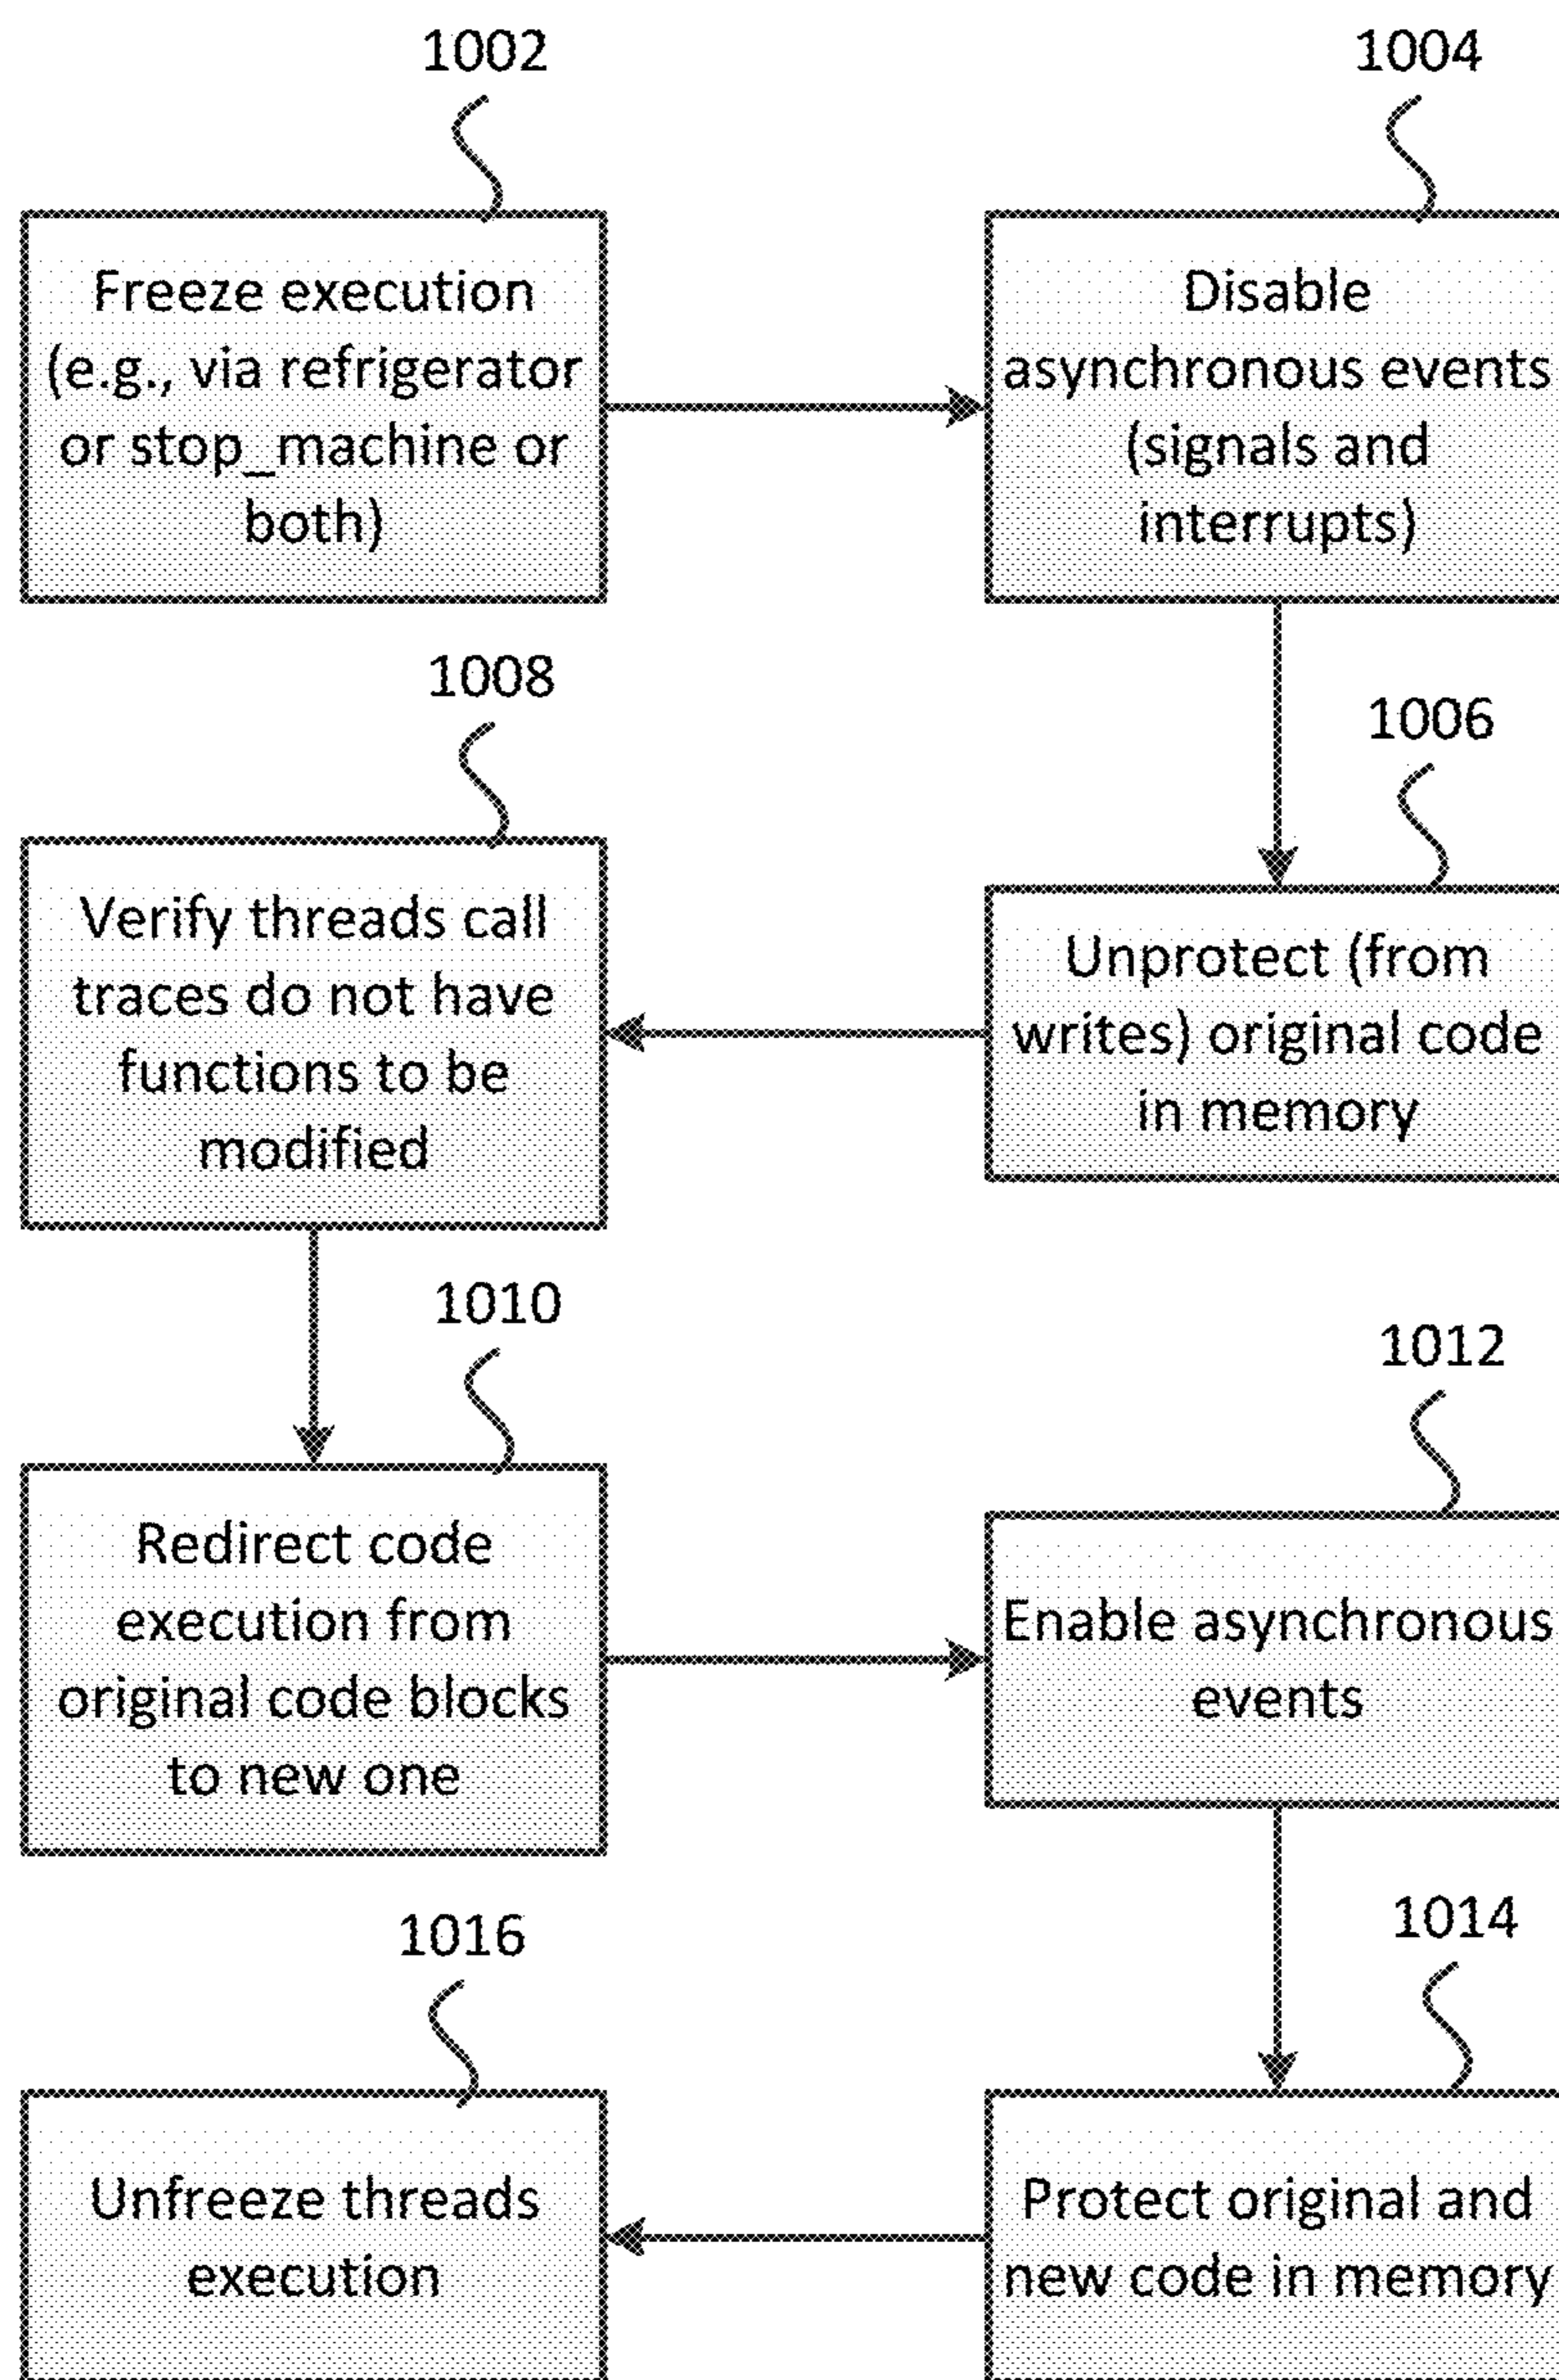 1002
Freeze execution
(e.g., via refrigerator
or stop_machine or
both)
1004
Disable
asynchronous events
(signals and
interrupts)
1006
Unprotect (from
writes) original code
in memory
1008
Verify threads call
traces do not have
functions to be
modified
1010
Redirect code
execution from
original code blocks
to new one
1012
Enable asynchronous
events
1014
Protect original and
new code in memory
1016
Unfreeze threads
execution